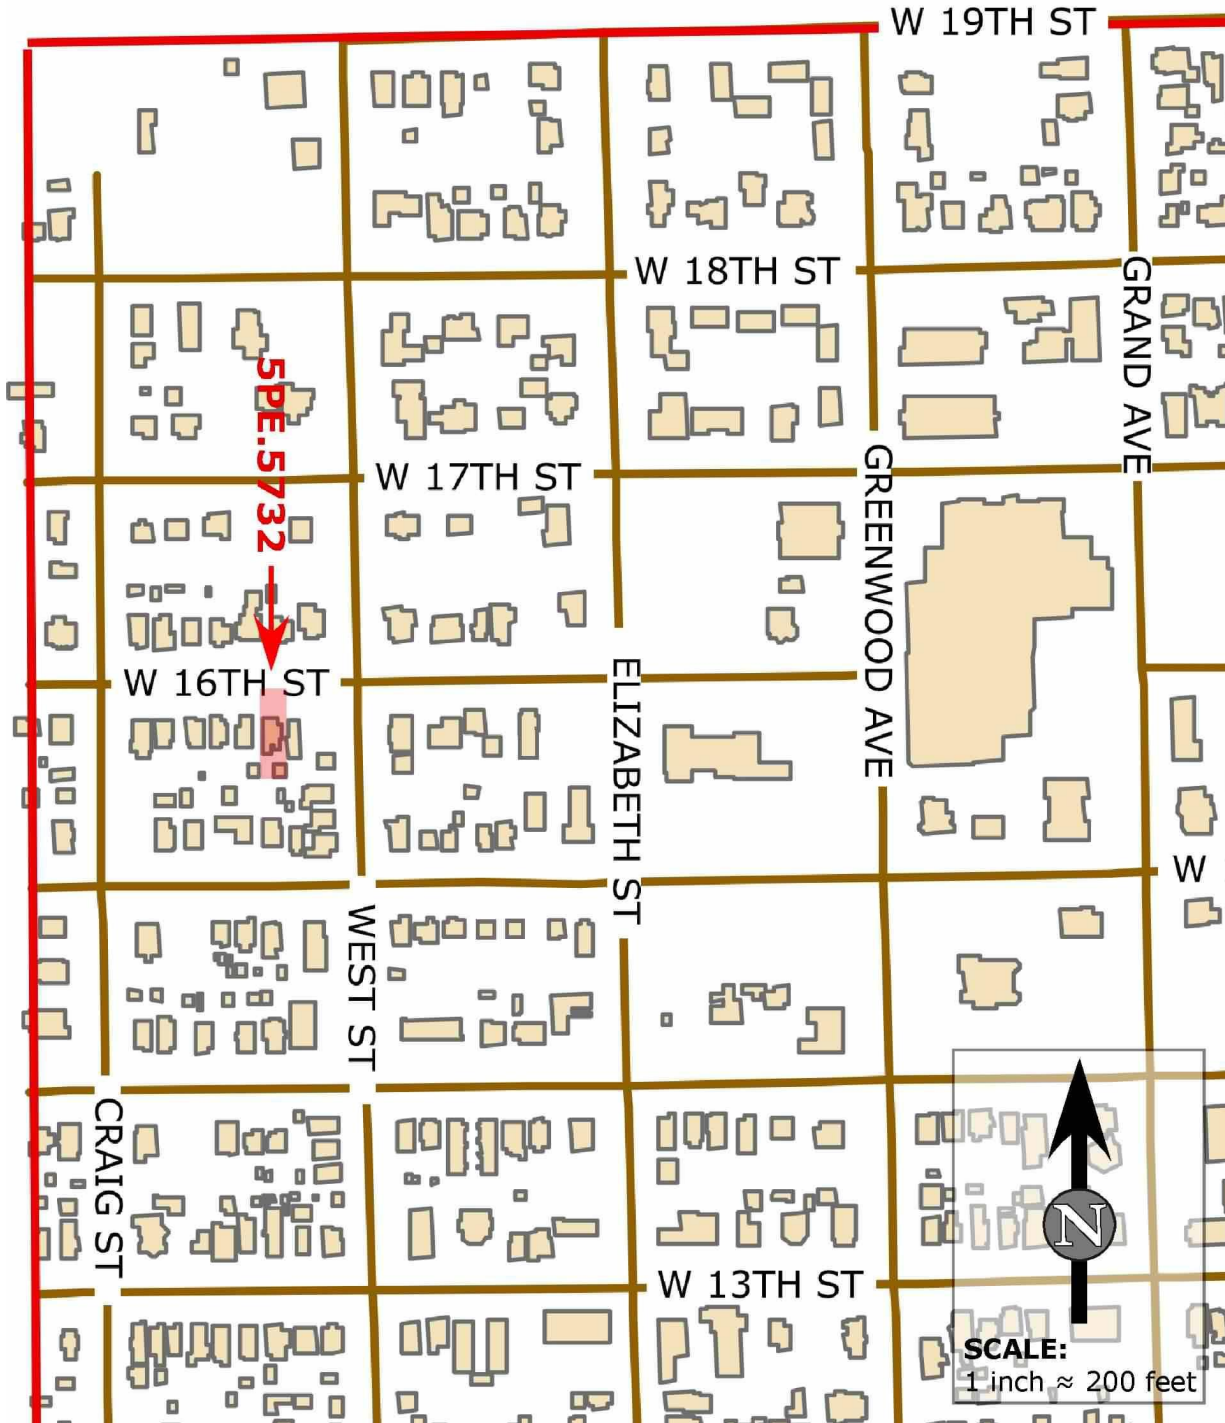 W 19TH ST
W 18TH ST
GRAND AVE
5PE.5732
W 17TH ST
GREENWOOD AVE
W 16TH ST
ELIZABETH ST
W
WEST ST
CRAIG ST
N
W 13TH ST
SCALE:
1 inch ≈ 200 feet